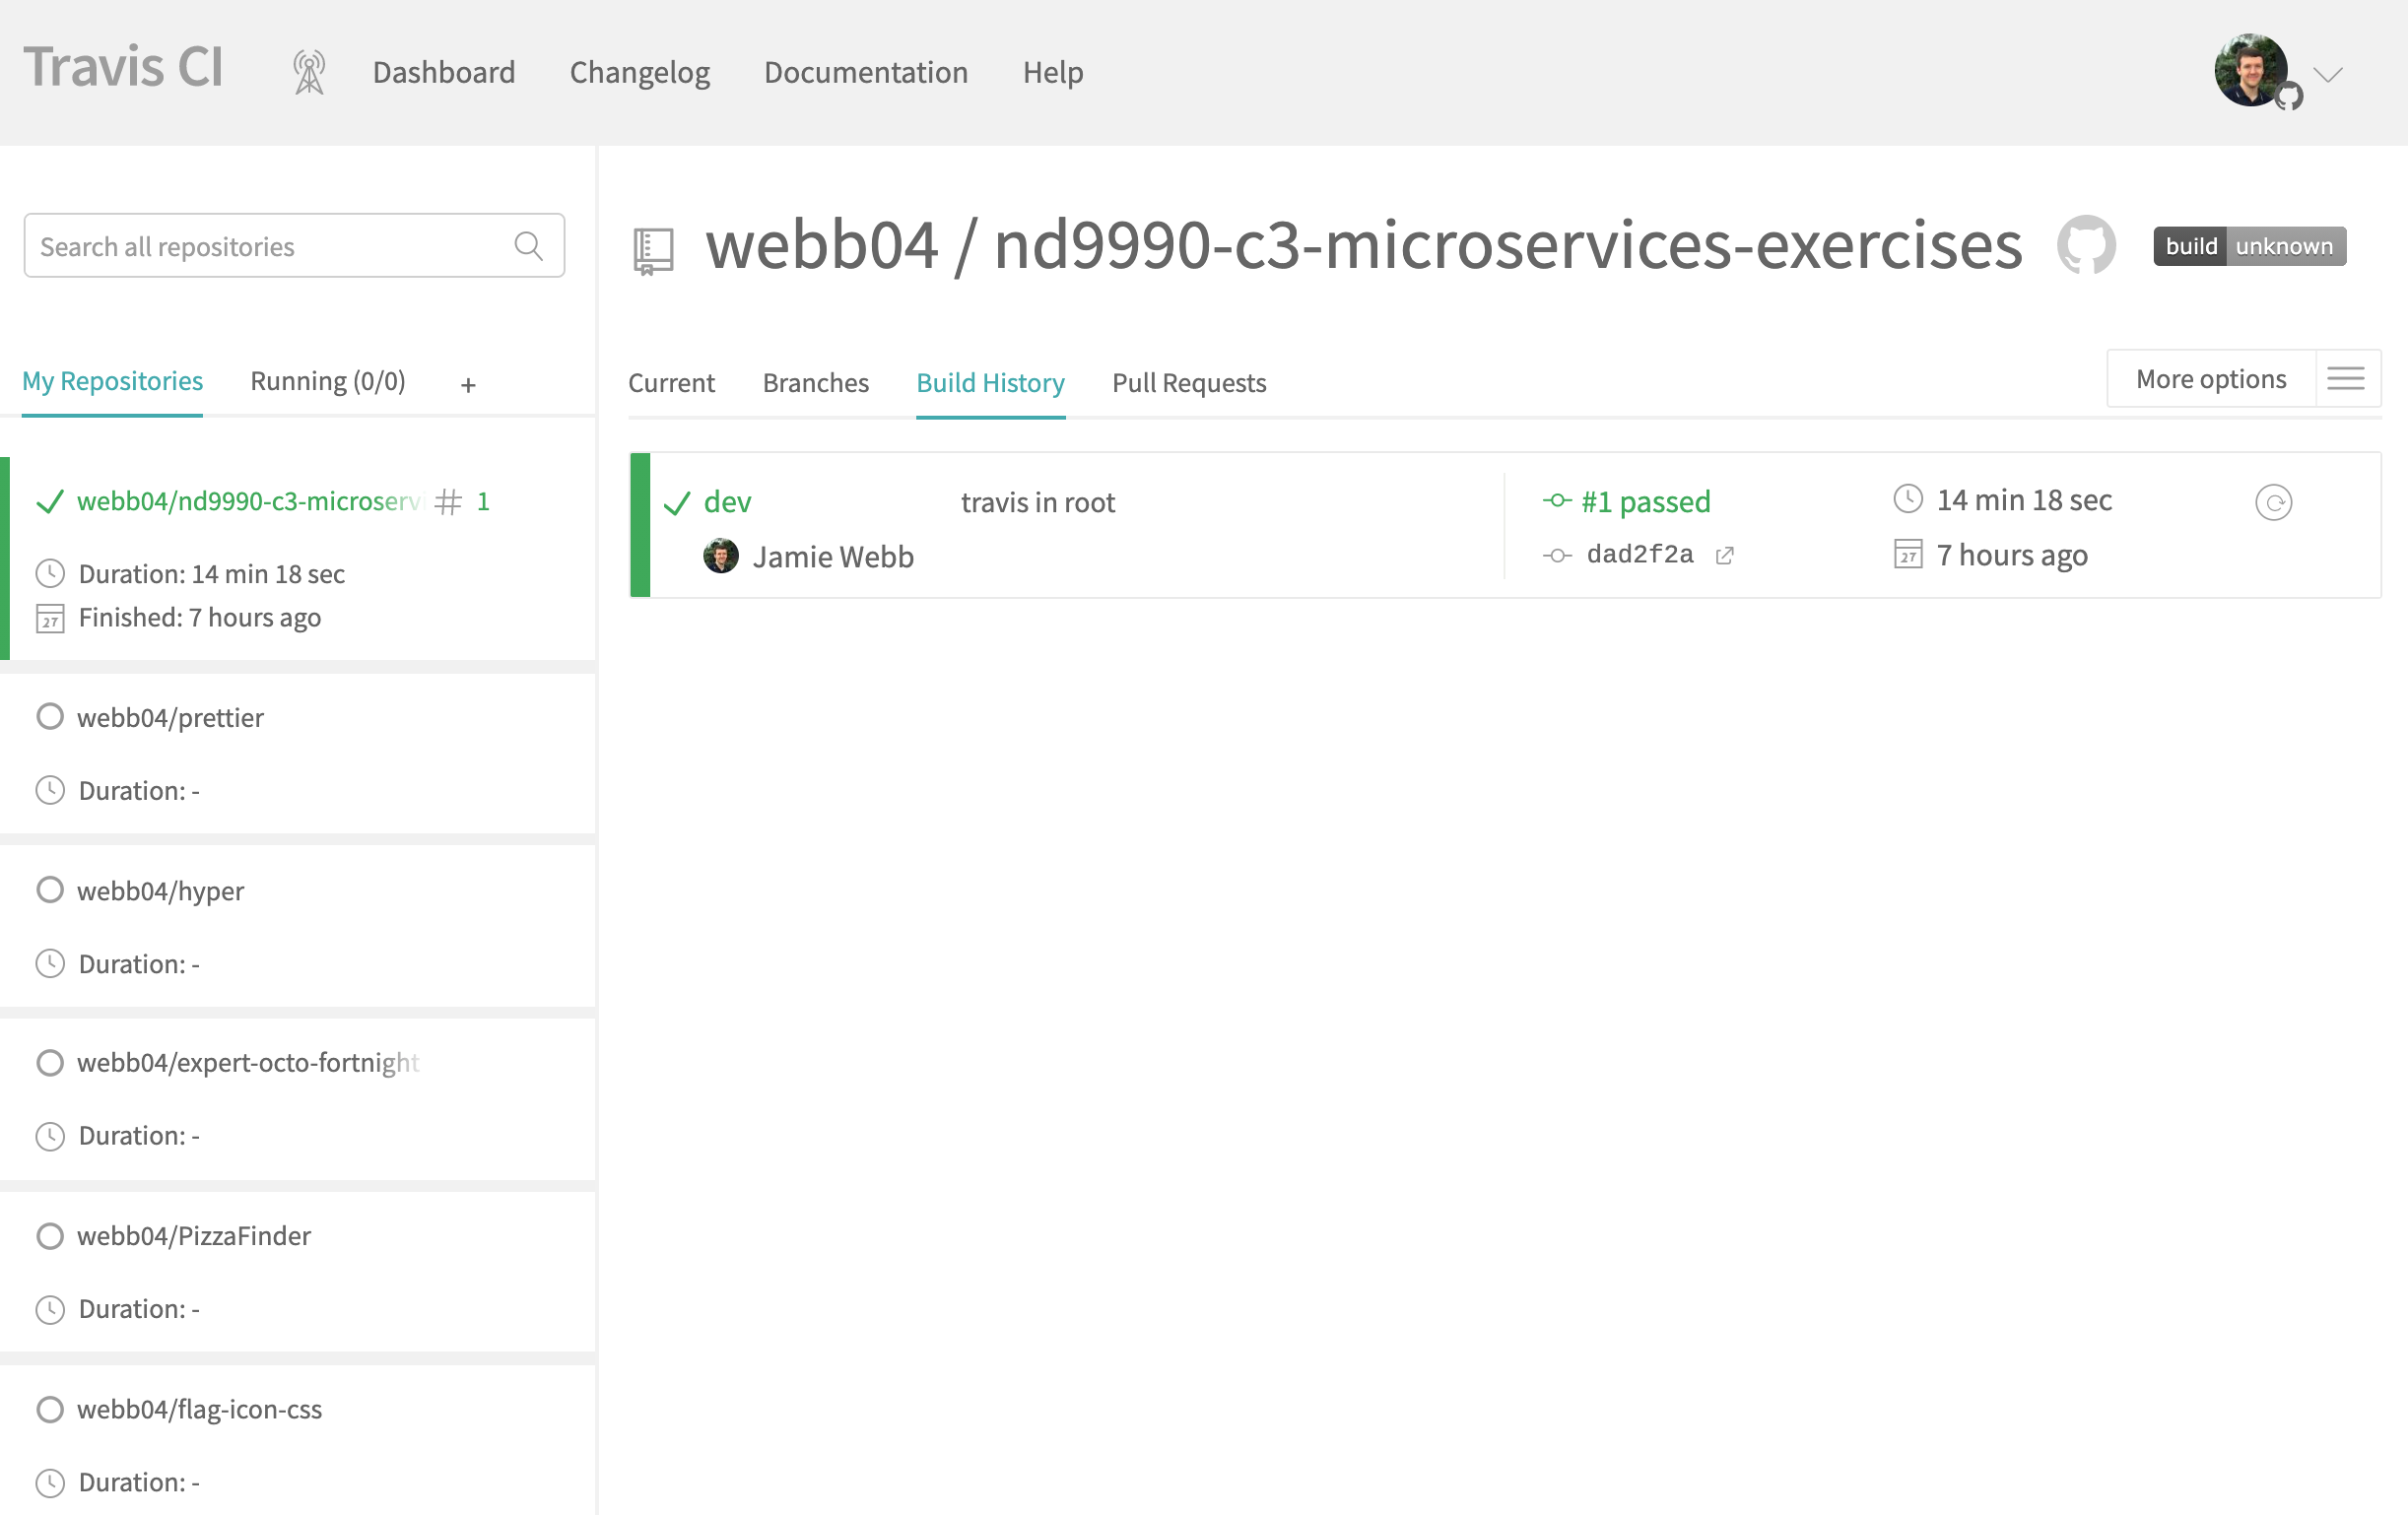 Travis CI
Dashboard
Changelog
Documentation
Help
Search all repositories
My Repositories
Running (0/0)
+
webb04/nd9990-c3-microservi
# 1
Duration: 14 min 18 sec
27
Finished: 7 hours ago
webb04/prettier
Duration: -
webb04/hyper
Duration: -
webb04/expert-octo-fortnight
Duration: -
webb04/PizzaFinder
Duration: -
webb04/flag-icon-css
Duration: -
webb04 / nd9990-c3-microservices-exercises
build unknown
Current
Branches
Build History
Pull Requests
More options
dev
travis in root
Jamie Webb
#1 passed
dad2f2a
14 min 18 sec
27
7 hours ago